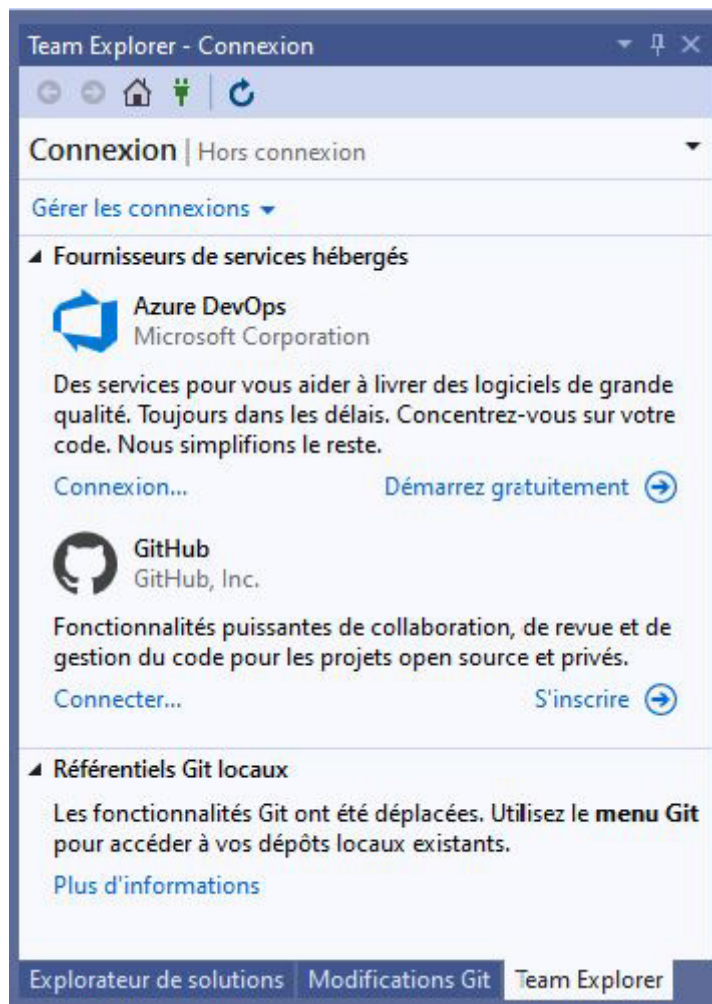 Team Explorer - Connexion
Connexion | Hors connexion
Gérer les connexions
Fournisseurs de services hébergés
Azure DevOps
Microsoft Corporation
Des services pour vous aider à livrer des logiciels de grande
qualité. Toujours dans les délais. Concentrez-vous sur votre
code. Nous simplifions le reste.
Connexion... Démarrez gratuitement
GitHub
GitHub, Inc.
Fonctionnalités puissantes de collaboration, de revue et de
gestion du code pour les projets open source et privés.
Connecter... S'inscrire
Référentiels Git locaux
Les fonctionnalités Git ont été déplacées. Utilisez le menu Git
pour accéder à vos dépôts locaux existants.
Plus d'informations
Explorateur de solutions Modifications Git Team Explorer